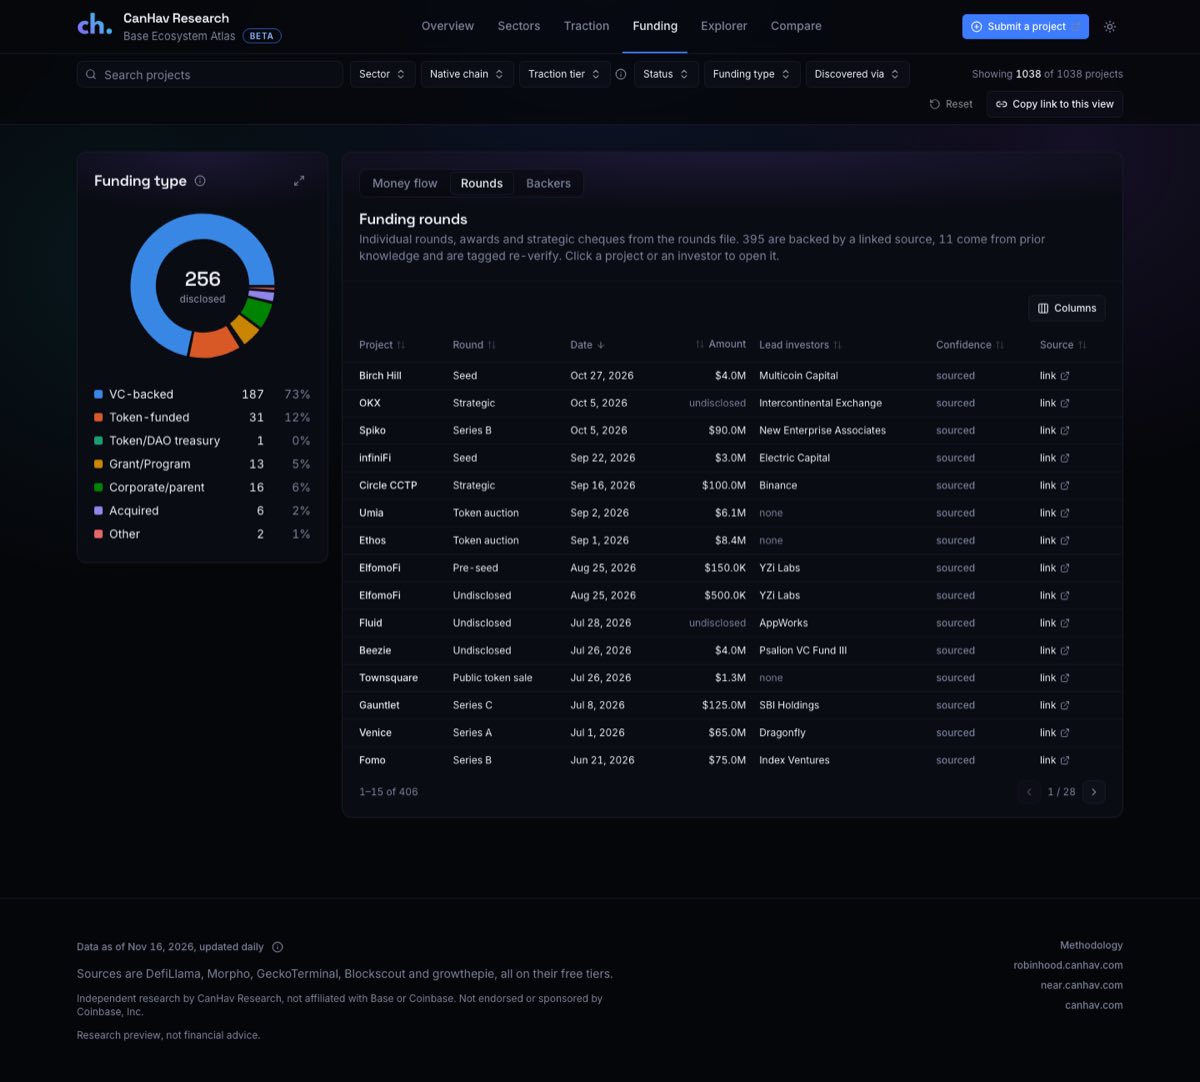 ch.
CanHav Research
Base Ecosystem Atlas BETA
Overview Sectors Traction Funding Explorer Compare
Submit a project
Search projects
Sector Native chain Traction tier Status Funding type Discovered via
Showing 1038 of 1038 projects
Reset Copy link to this view
Funding type
256
disclosed
VC-backed 187 73%
Token-funded 31 12%
Token/DAO treasury 1 0%
Grant/Program 13 5%
Corporate/parent 16 6%
Acquired 6 2%
Other 2 1%
Money flow Rounds Backers
Funding rounds
Individual rounds, awards and strategic cheques from the rounds file. 395 are backed by a linked source, 11 come from prior
knowledge and are tagged re-verify. Click a project or an investor to open it.
Columns
Project Round Date Amount Lead investors Confidence Source
Birch Hill Seed Oct 27, 2026 $4.0M Multicoin Capital sourced link
OKX Strategic Oct 5, 2026 undisclosed Intercontinental Exchange sourced link
Spiko Series B Oct 5, 2026 $90.0M New Enterprise Associates sourced link
infiniFi Seed Sep 22, 2026 $3.0M Electric Capital sourced link
Circle CCTP Strategic Sep 16, 2026 $100.0M Binance sourced link
Umia Token auction Sep 2, 2026 $6.1M none sourced link
Ethos Token auction Sep 1, 2026 $8.4M none sourced link
ElfomoFi Pre-seed Aug 25, 2026 $150.0K YZi Labs sourced link
ElfomoFi Undisclosed Aug 25, 2026 $500.0K YZi Labs sourced link
Fluid Undisclosed Jul 28, 2026 undisclosed AppWorks sourced link
Beezie Undisclosed Jul 26, 2026 $4.0M Psalion VC Fund III sourced link
Townsquare Public token sale Jul 26, 2026 $1.3M none sourced link
Gauntlet Series C Jul 8, 2026 $125.0M SBI Holdings sourced link
Venice Series A Jul 1, 2026 $65.0M Dragonfly sourced link
Fomo Series B Jun 21, 2026 $75.0M Index Ventures sourced link
1–15 of 406 1 / 28
Data as of Nov 16, 2026, updated daily
Sources are DefiLlama, Morpho, GeckoTerminal, Blockscout and growthepie, all on their free tiers.
Independent research by CanHav Research, not affiliated with Base or Coinbase. Not endorsed or sponsored by
Coinbase, Inc.
Research preview, not financial advice.
Methodology
robinhood.canhav.com
near.canhav.com
canhav.com